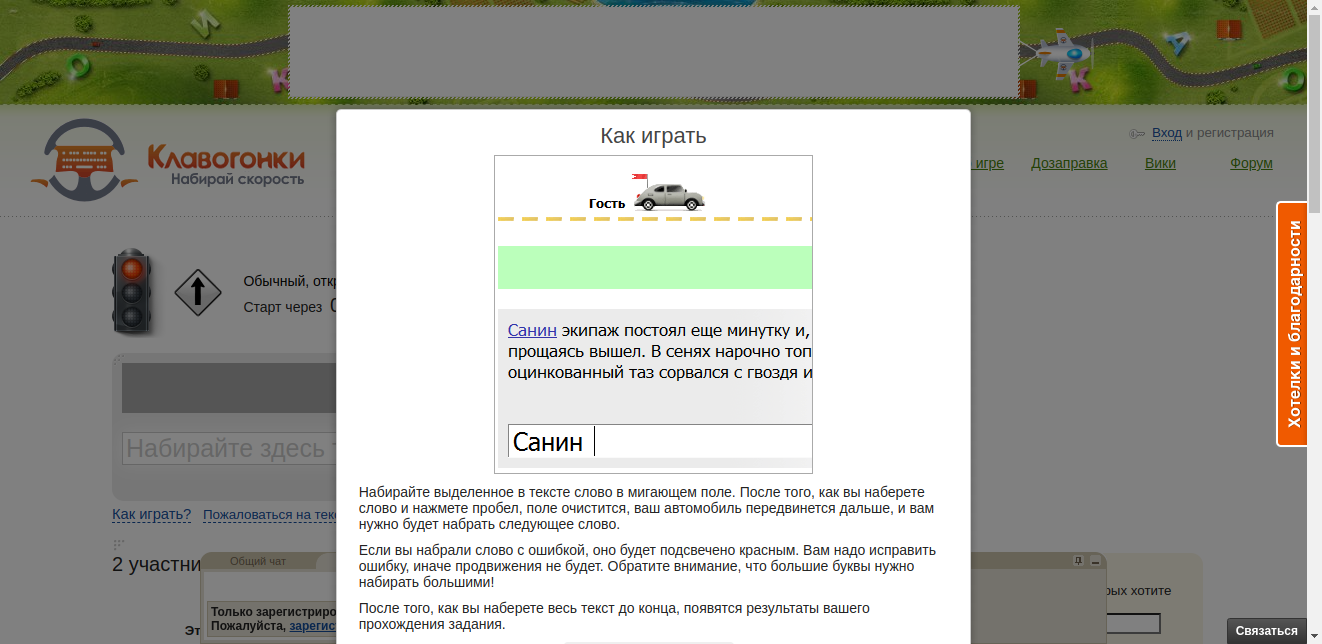 Как играть
Вход и регистрация
Клавогонки
Набирай скорость
игре
Дозаправка
Вики
Форум
Гость
Хотелки и благодарности
Обычный, отк
Старт через
Санин экипаж постоял еще минутку и,
прощаясь вышел. В сенях нарочно топ
оцинкованный таз сорвался с гвоздя и
Санин
Набирайте здесь т
Набирайте выделенное в тексте слово в мигающем поле. После того, как вы наберете
слово и нажмете пробел, поле очистится, ваш автомобиль передвинется дальше, и вам
нужно будет набрать следующее слово.
Как играть?
Пожаловаться на тек
Если вы набрали слово с ошибкой, оно будет подсвечено красным. Вам надо исправить
ошибку, иначе продвижения не будет. Обратите внимание, что большие буквы нужно
набирать большими!
2 участни
Общий чат
рых хотите
После того, как вы наберете весь текст до конца, появятся результаты вашего
прохождения задания.
Только зарегистриро
Пожалуйста, зарегис
Эт
Связаться